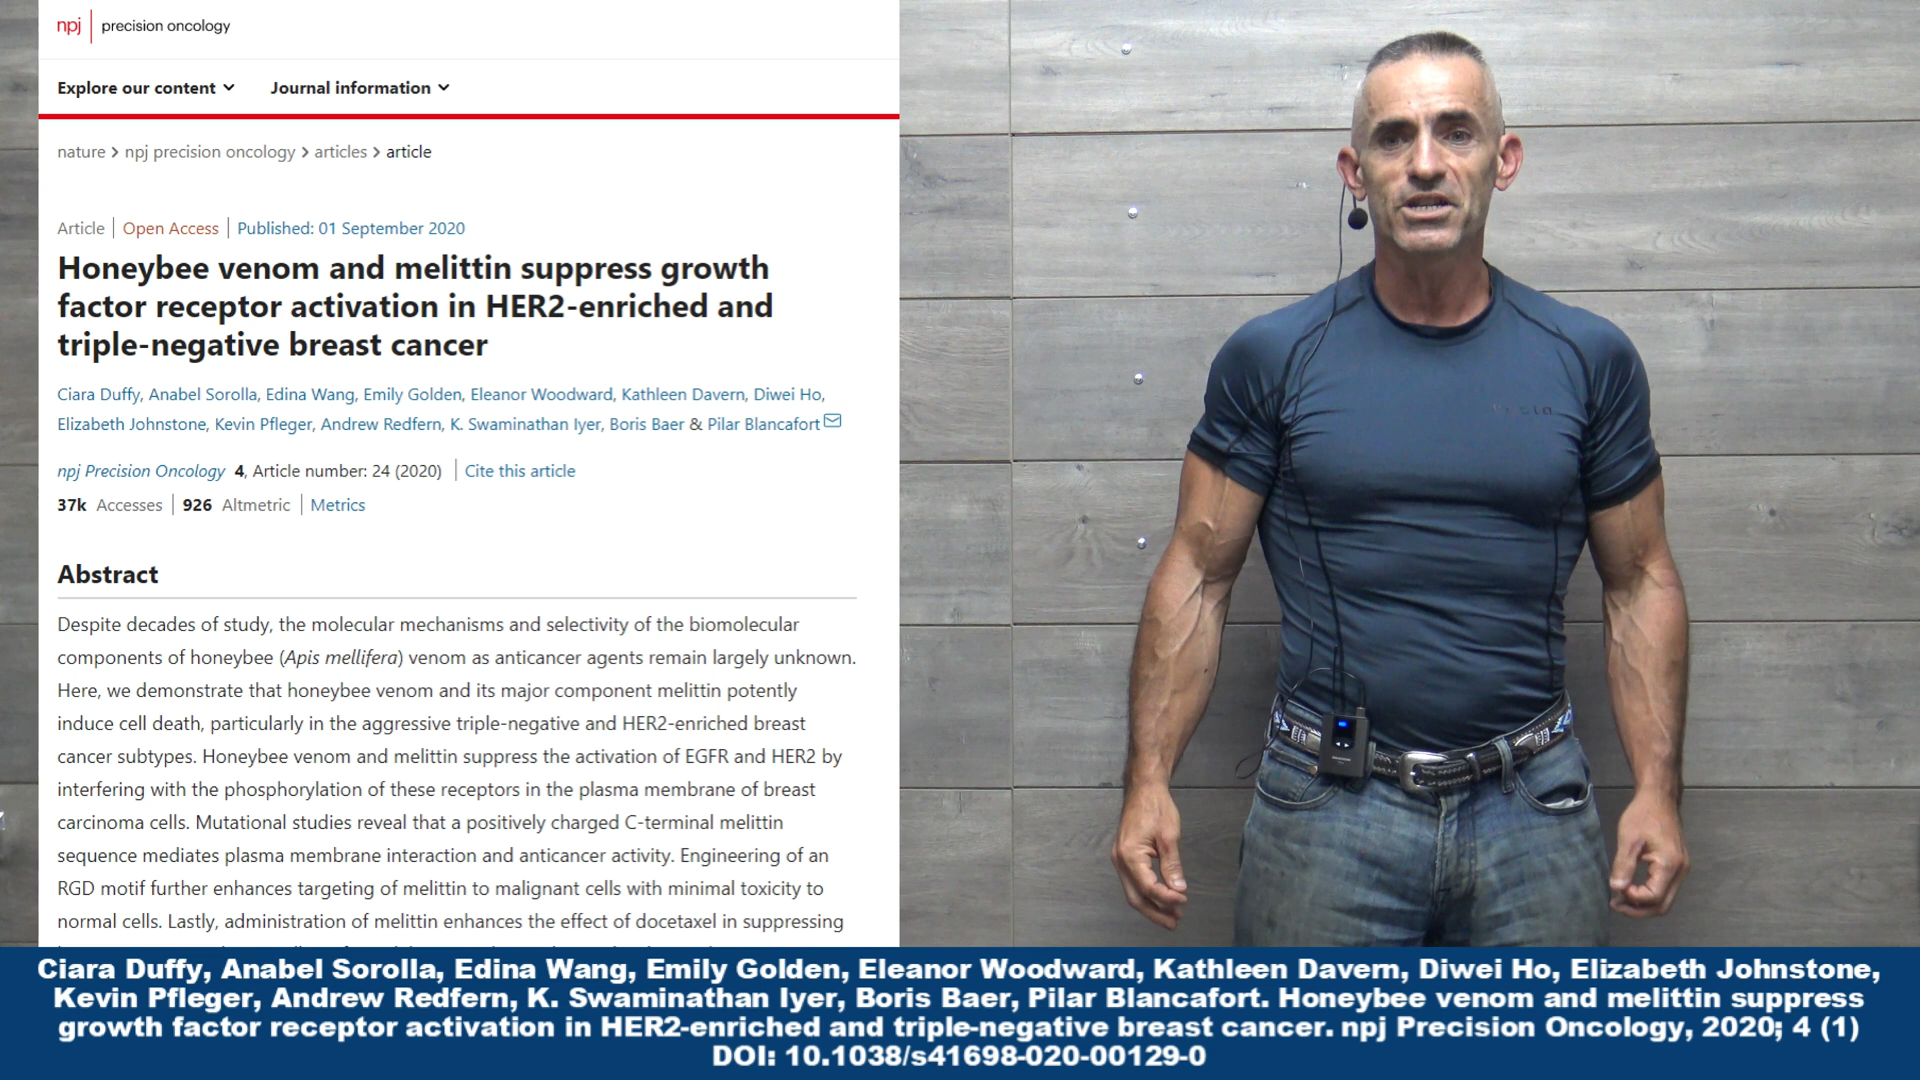 npj | precision oncology
Explore our content
Journal information
nature > npj precision oncology > articles > article
Article | Open Access | Published: 01 September 2020
Honeybee venom and melittin suppress growth
factor receptor activation in HER2-enriched and
triple-negative breast cancer
Ciara Duffy, Anabel Sorolla, Edina Wang, Emily Golden, Eleanor Woodward, Kathleen Davern, Diwei Ho,
Elizabeth Johnstone, Kevin Pfleger, Andrew Redfern, K. Swaminathan Iyer, Boris Baer & Pilar Blancafort
npj Precision Oncology 4, Article number: 24 (2020) | Cite this article
37k Accesses | 926 Altmetric | Metrics
Abstract
Despite decades of study, the molecular mechanisms and selectivity of the biomolecular
components of honeybee (Apis mellifera) venom as anticancer agents remain largely unknown.
Here, we demonstrate that honeybee venom and its major component melittin potently
induce cell death, particularly in the aggressive triple-negative and HER2-enriched breast
cancer subtypes. Honeybee venom and melittin suppress the activation of EGFR and HER2 by
interfering with the phosphorylation of these receptors in the plasma membrane of breast
carcinoma cells. Mutational studies reveal that a positively charged C-terminal melittin
sequence mediates plasma membrane interaction and anticancer activity. Engineering of an
RGD motif further enhances targeting of melittin to malignant cells with minimal toxicity to
normal cells. Lastly, administration of melittin enhances the effect of docetaxel in suppressing
Ciara Duffy, Anabel Sorolla, Edina Wang, Emily Golden, Eleanor Woodward, Kathleen Davern, Diwei Ho, Elizabeth Johnstone,
Kevin Pfleger, Andrew Redfern, K. Swaminathan Iyer, Boris Baer, Pilar Blancafort. Honeybee venom and melittin suppress
growth factor receptor activation in HER2-enriched and triple-negative breast cancer. npj Precision Oncology, 2020; 4 (1)
DOI: 10.1038/s41698-020-00129-0